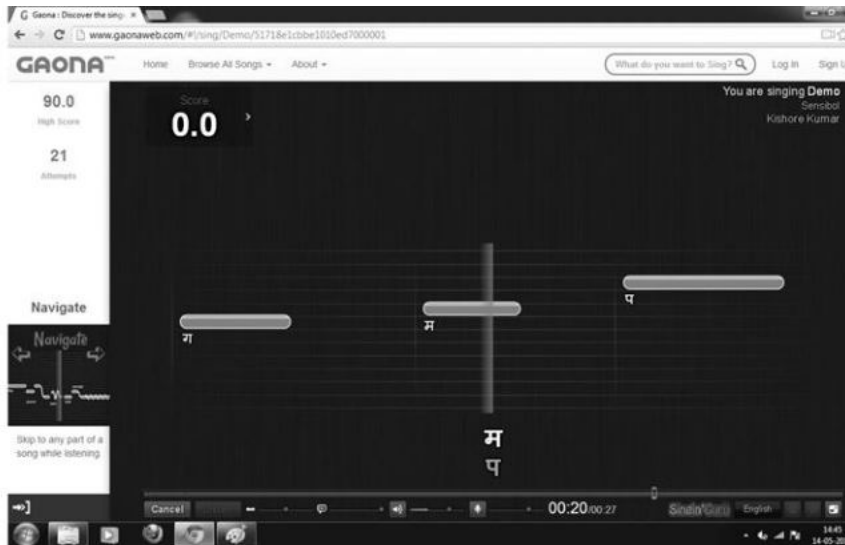 Gaona : Discover the sing
www.gaonaweb.com/#!/sing/Demo/51718e1cbbe1010ed7000001
GAONA Home Browse All Songs About What do you want to Sing? Log In Sign
90.0
High Score
21
Attempts
Score
0.0
You are singing Demo
Sensibol
Kishore Kumar
प
म
ग
Navigate
Navigate
Skip to any part of a
song while listening
म
प
Cancel 00:20/00:27 Singin'Guru English
14:45
14-05-20